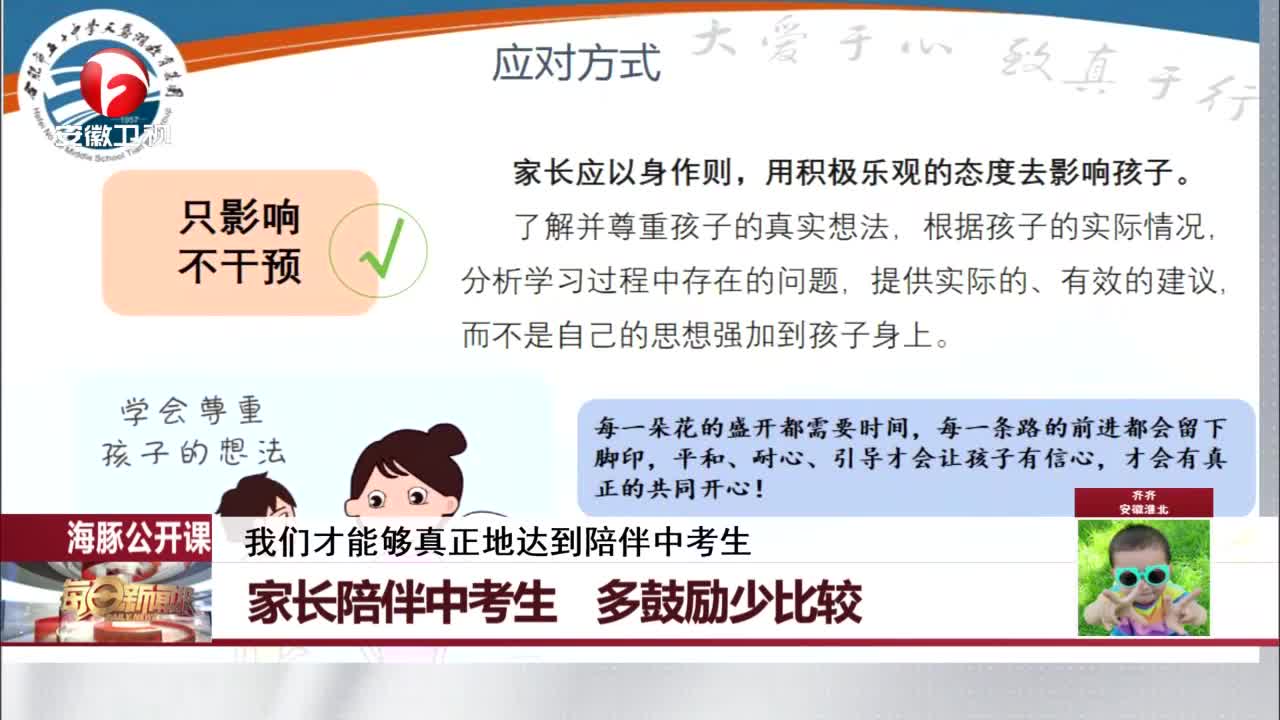 应对方式
大爱于心 致真于行
1957
安徽卫视
只影响
不干预
家长应以身作则，用积极乐观的态度去影响孩子。
了解并尊重孩子的真实想法，根据孩子的实际情况，
分析学习过程中存在的问题，提供实际的、有效的建议，
而不是自己的思想强加到孩子身上。
学会尊重
孩子的想法
每一朵花的盛开都需要时间，每一条路的前进都会留下
脚印，平和、耐心、引导才会让孩子有信心，才会有真
正的共同开心！
齐齐
安徽淮北
海豚公开课
我们才能够真正地达到陪伴中考生
每日新闻报
DAILY NEWS
家长陪伴中考生 多鼓励少比较